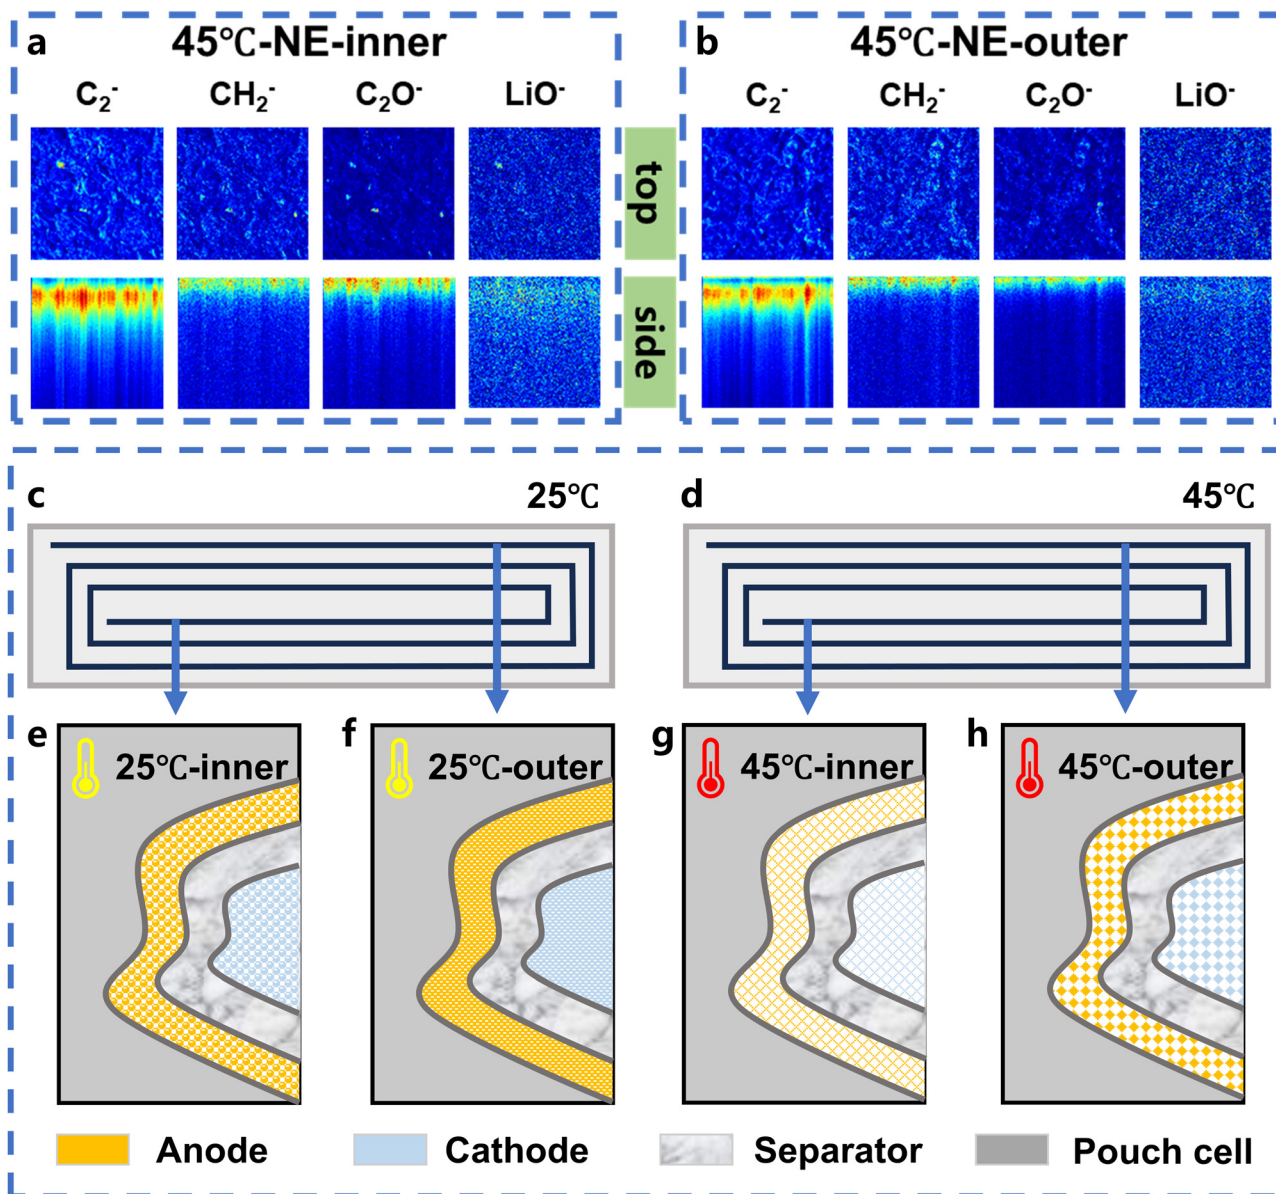 a 45℃-NE-inner
C₂⁻ CH₂⁻ C₂O⁻ LiO⁻
b 45℃-NE-outer
C₂⁻ CH₂⁻ C₂O⁻ LiO⁻
top
side
c 25℃
d 45℃
e 25℃-inner
f 25℃-outer
g 45℃-inner
h 45℃-outer
Anode Cathode Separator Pouch cell